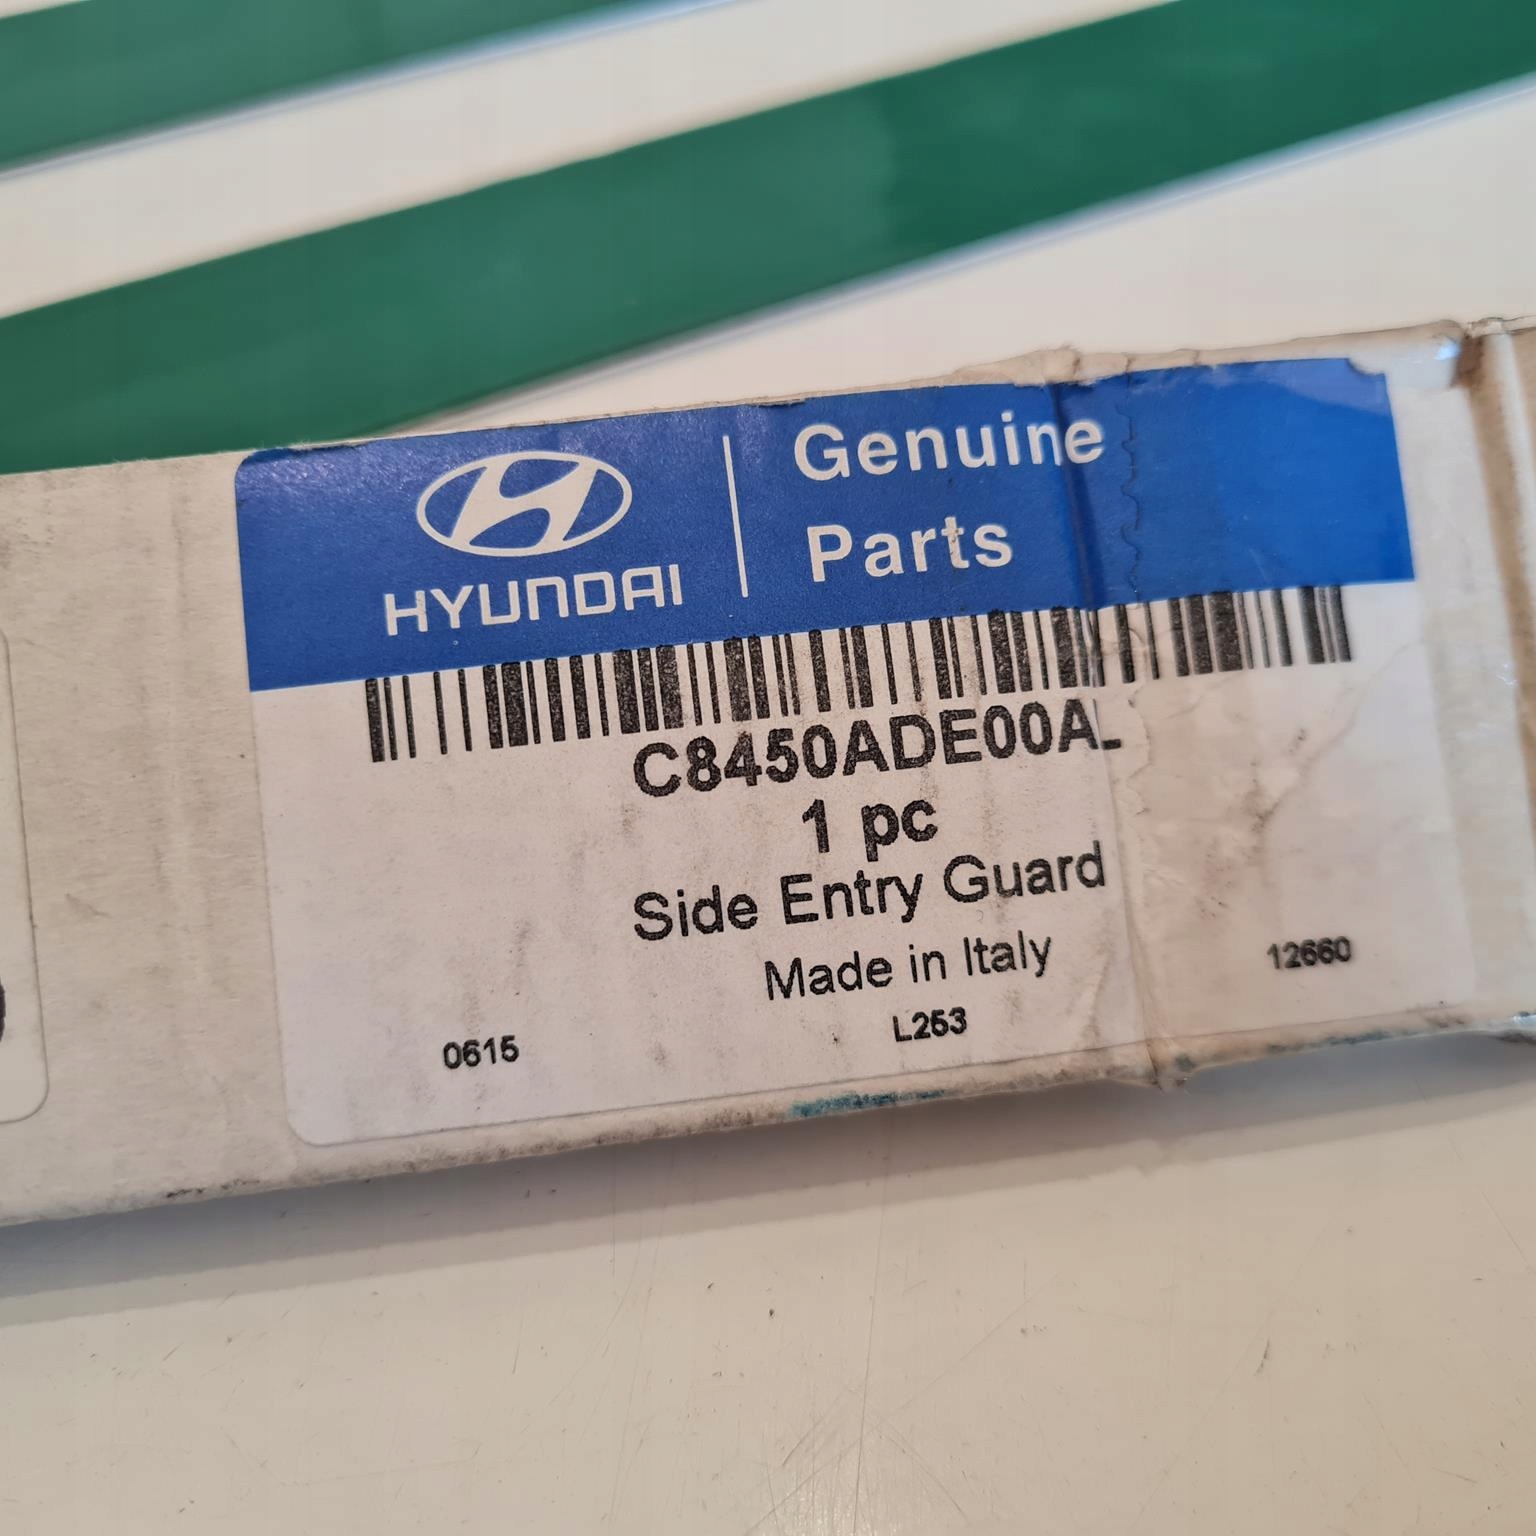 HYUNDAI
Genuine
Parts
C8450ADE00AL
1 pc
Side Entry Guard
Made in Italy
12660
L253
0615